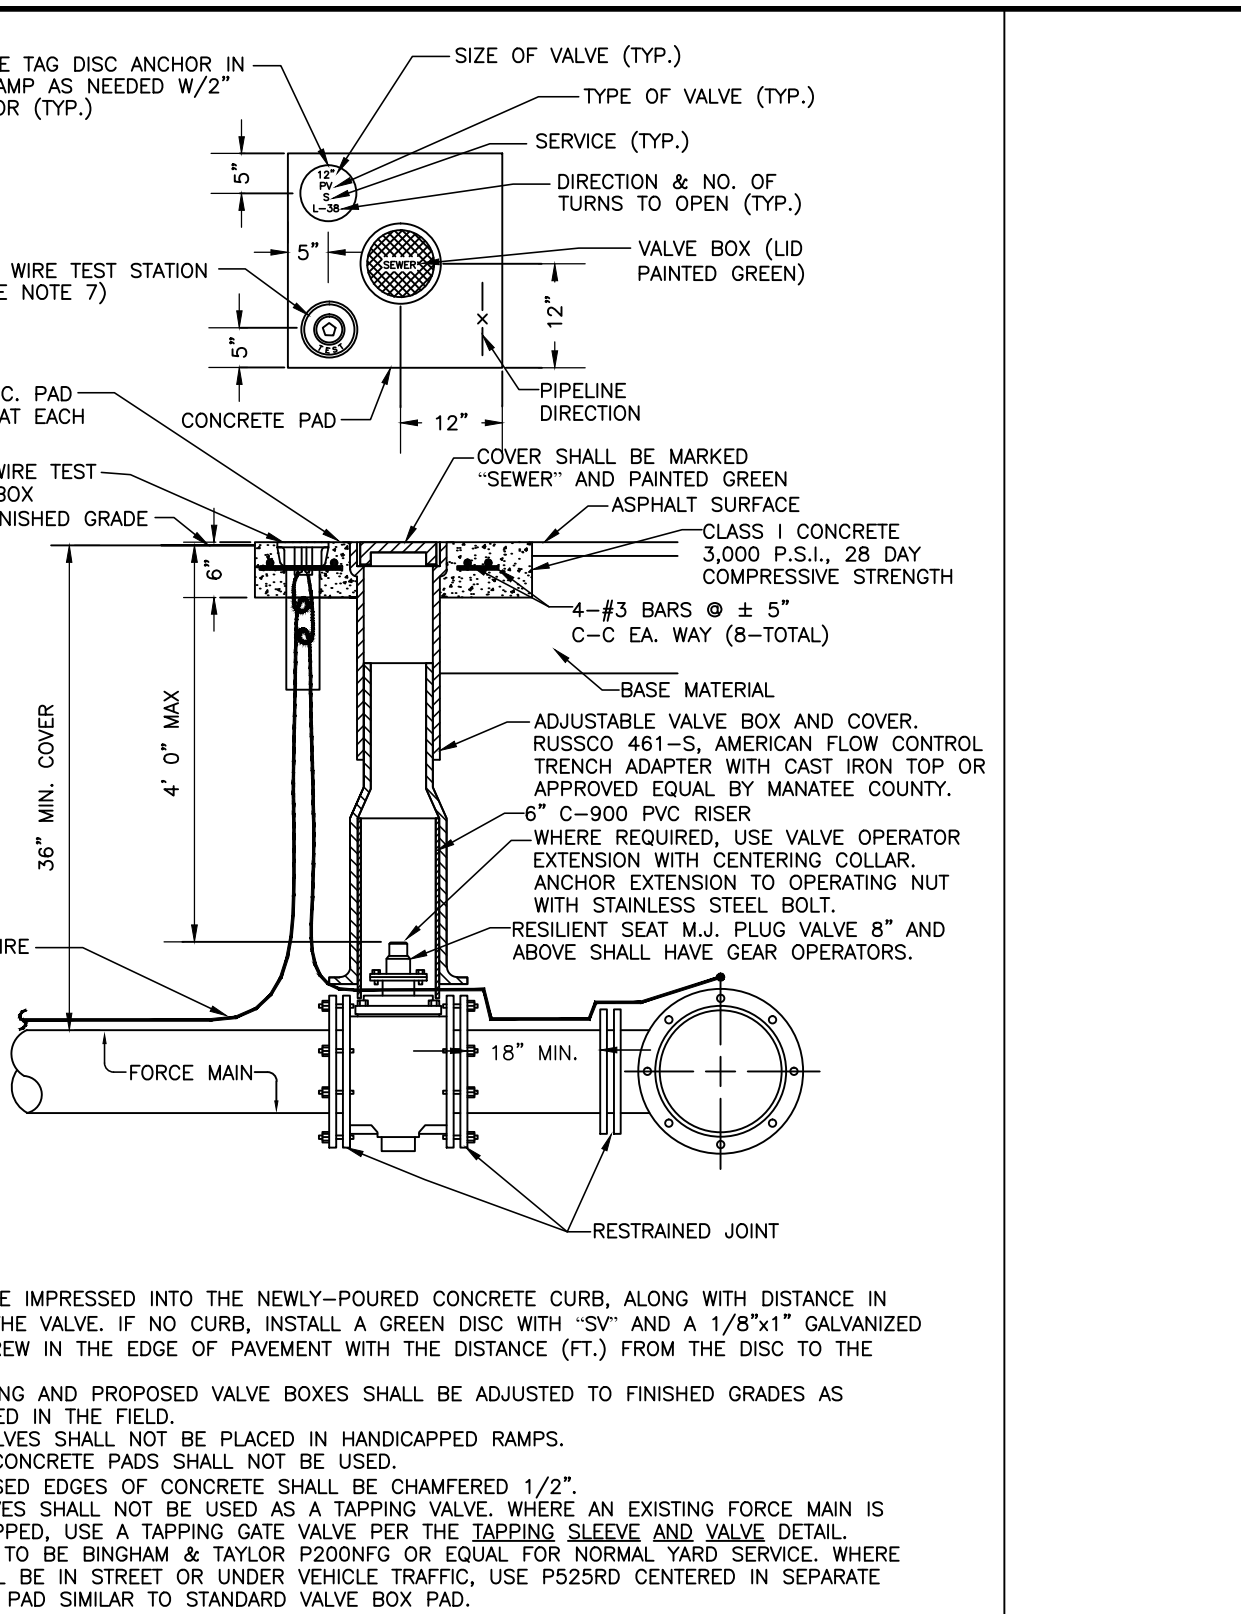 E TAG DISC ANCHOR IN
AMP AS NEEDED W/2"
OR (TYP.)
SIZE OF VALVE (TYP.)
TYPE OF VALVE (TYP.)
SERVICE (TYP.)
DIRECTION & NO. OF
TURNS TO OPEN (TYP.)
12"
PV
S
L-38
5"
5"
SEWER
VALVE BOX (LID
PAINTED GREEN)
WIRE TEST STATION
E NOTE 7)
TEST
5"
x
12"
C. PAD
AT EACH
CONCRETE PAD
12"
PIPELINE
DIRECTION
WIRE TEST
BOX
NISHED GRADE
COVER SHALL BE MARKED
“SEWER” AND PAINTED GREEN
ASPHALT SURFACE
CLASS I CONCRETE
3,000 P.S.I., 28 DAY
COMPRESSIVE STRENGTH
6"
4-#3 BARS @ ± 5"
C-C EA. WAY (8-TOTAL)
BASE MATERIAL
36" MIN. COVER
4' 0" MAX
ADJUSTABLE VALVE BOX AND COVER.
RUSSCO 461-S, AMERICAN FLOW CONTROL
TRENCH ADAPTER WITH CAST IRON TOP OR
APPROVED EQUAL BY MANATEE COUNTY.
6" C-900 PVC RISER
WHERE REQUIRED, USE VALVE OPERATOR
EXTENSION WITH CENTERING COLLAR.
ANCHOR EXTENSION TO OPERATING NUT
WITH STAINLESS STEEL BOLT.
RESILIENT SEAT M.J. PLUG VALVE 8" AND
ABOVE SHALL HAVE GEAR OPERATORS.
IRE
18" MIN.
FORCE MAIN
RESTRAINED JOINT
E IMPRESSED INTO THE NEWLY-POURED CONCRETE CURB, ALONG WITH DISTANCE IN
THE VALVE. IF NO CURB, INSTALL A GREEN DISC WITH “SV” AND A 1/8"x1" GALVANIZED
REW IN THE EDGE OF PAVEMENT WITH THE DISTANCE (FT.) FROM THE DISC TO THE
NG AND PROPOSED VALVE BOXES SHALL BE ADJUSTED TO FINISHED GRADES AS
ED IN THE FIELD.
LVES SHALL NOT BE PLACED IN HANDICAPPED RAMPS.
CONCRETE PADS SHALL NOT BE USED.
SED EDGES OF CONCRETE SHALL BE CHAMFERED 1/2".
VES SHALL NOT BE USED AS A TAPPING VALVE. WHERE AN EXISTING FORCE MAIN IS
PPED, USE A TAPPING GATE VALVE PER THE TAPPING SLEEVE AND VALVE DETAIL.
TO BE BINGHAM & TAYLOR P200NFG OR EQUAL FOR NORMAL YARD SERVICE. WHERE
L BE IN STREET OR UNDER VEHICLE TRAFFIC, USE P525RD CENTERED IN SEPARATE
PAD SIMILAR TO STANDARD VALVE BOX PAD.